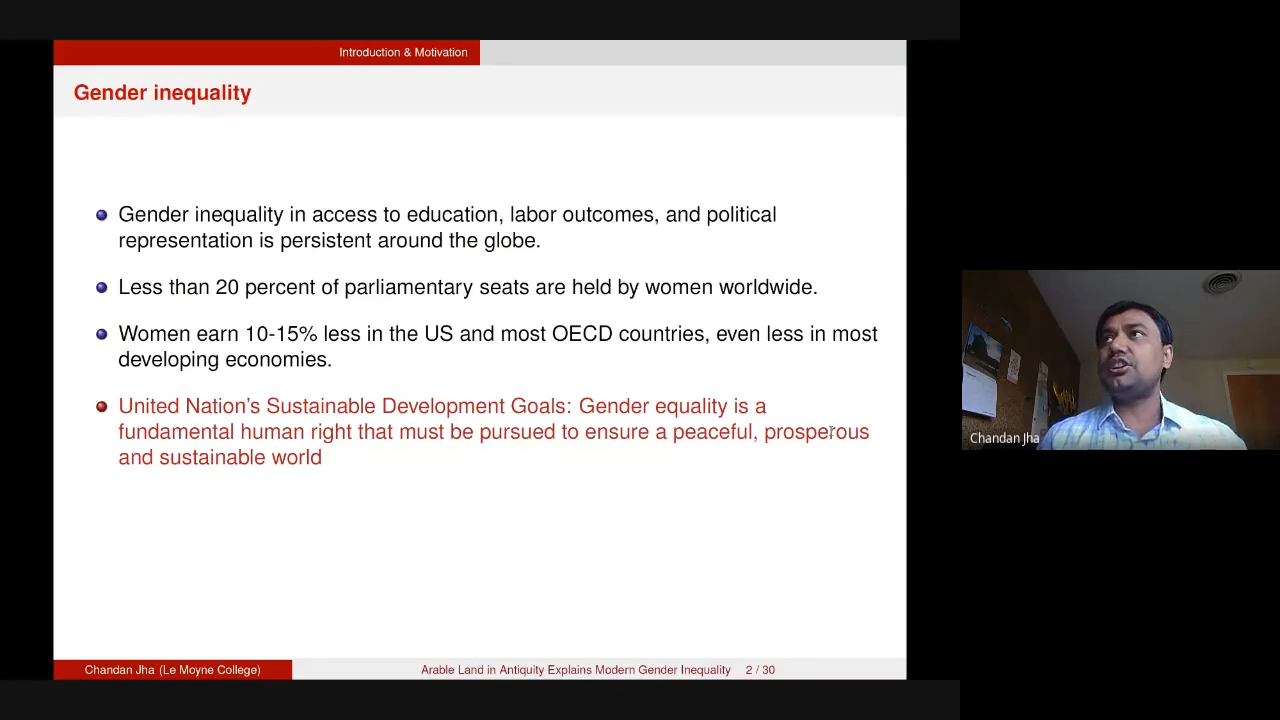 Introduction & Motivation
Gender inequality
Gender inequality in access to education, labor outcomes, and political
representation is persistent around the globe.
Less than 20 percent of parliamentary seats are held by women worldwide.
Women earn 10-15% less in the US and most OECD countries, even less in most
developing economies.
United Nation's Sustainable Development Goals: Gender equality is a
fundamental human right that must be pursued to ensure a peaceful, prosperous
and sustainable world
Chandan Jha
Chandan Jha (Le Moyne College)
Arable Land in Antiquity Explains Modern Gender Inequality 2 / 30